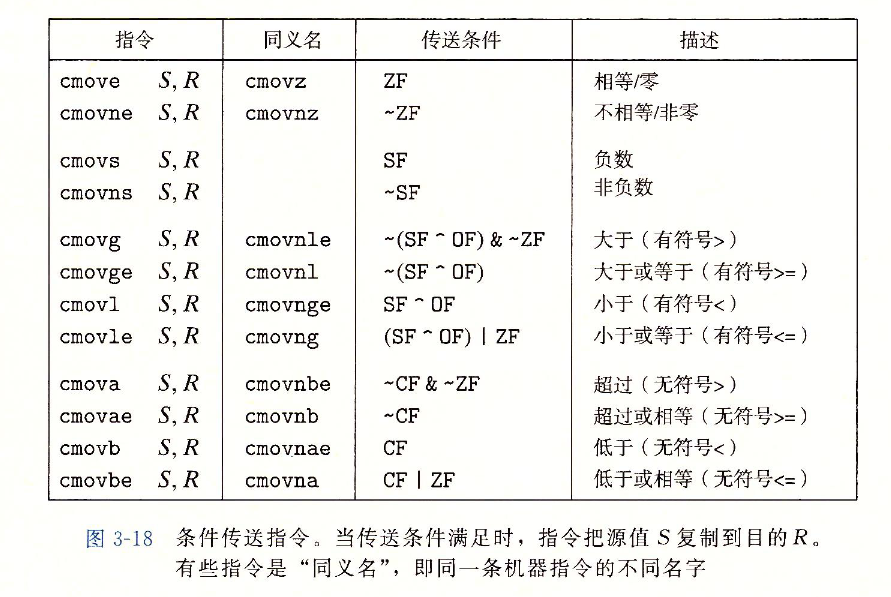 指令 同义名 传送条件 描述
cmove S, R cmovz ZF 相等/零
cmovne S, R cmovnz ~ZF 不相等/非零
cmovs S, R SF 负数
cmovns S, R ~SF 非负数
cmovg S, R cmovnle ~(SF ^ OF) & ~ZF 大于（有符号>）
cmovge S, R cmovnl ~(SF ^ OF) 大于或等于（有符号>=）
cmovl S, R cmovnge SF ^ OF 小于（有符号<）
cmovle S, R cmovng (SF ^ OF) | ZF 小于或等于（有符号<=）
cmova S, R cmovnbe ~CF & ~ZF 超过（无符号>）
cmovae S, R cmovnb ~CF 超过或相等（无符号>=）
cmovb S, R cmovnae CF 低于（无符号<）
cmovbe S, R cmovna CF | ZF 低于或相等（无符号<=）
图 3-18 条件传送指令。当传送条件满足时，指令把源值 S 复制到目的 R。
有些指令是“同义名”，即同一条机器指令的不同名字